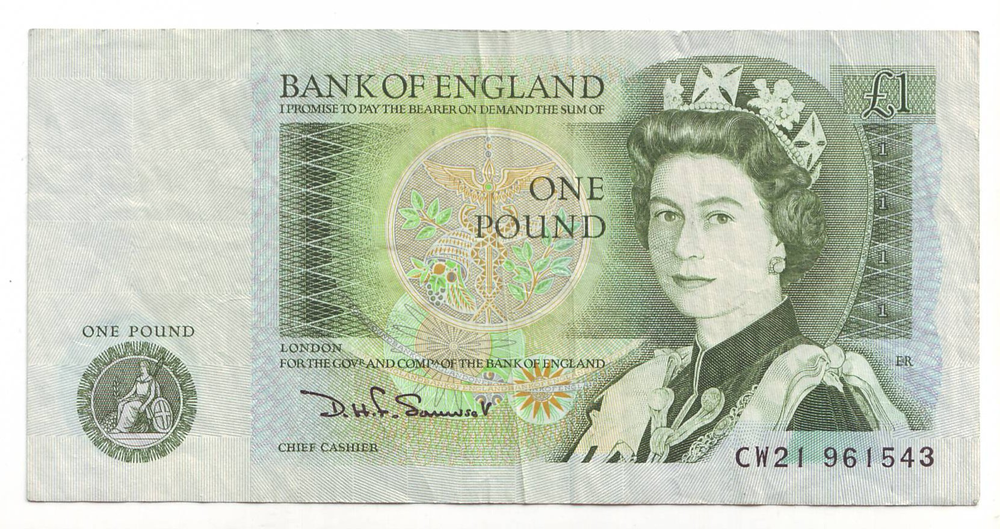 BANK OF ENGLAND
I PROMISE TO PAY THE BEARER ON DEMAND THE SUM OF
£1
ONE
POUND
1
1
1
1
ONE POUND
LONDON
FOR THE GOVR AND COMPA OF THE BANK OF ENGLAND
ER
D.H.F. Somerset
CHIEF CASHIER
CW21 961543